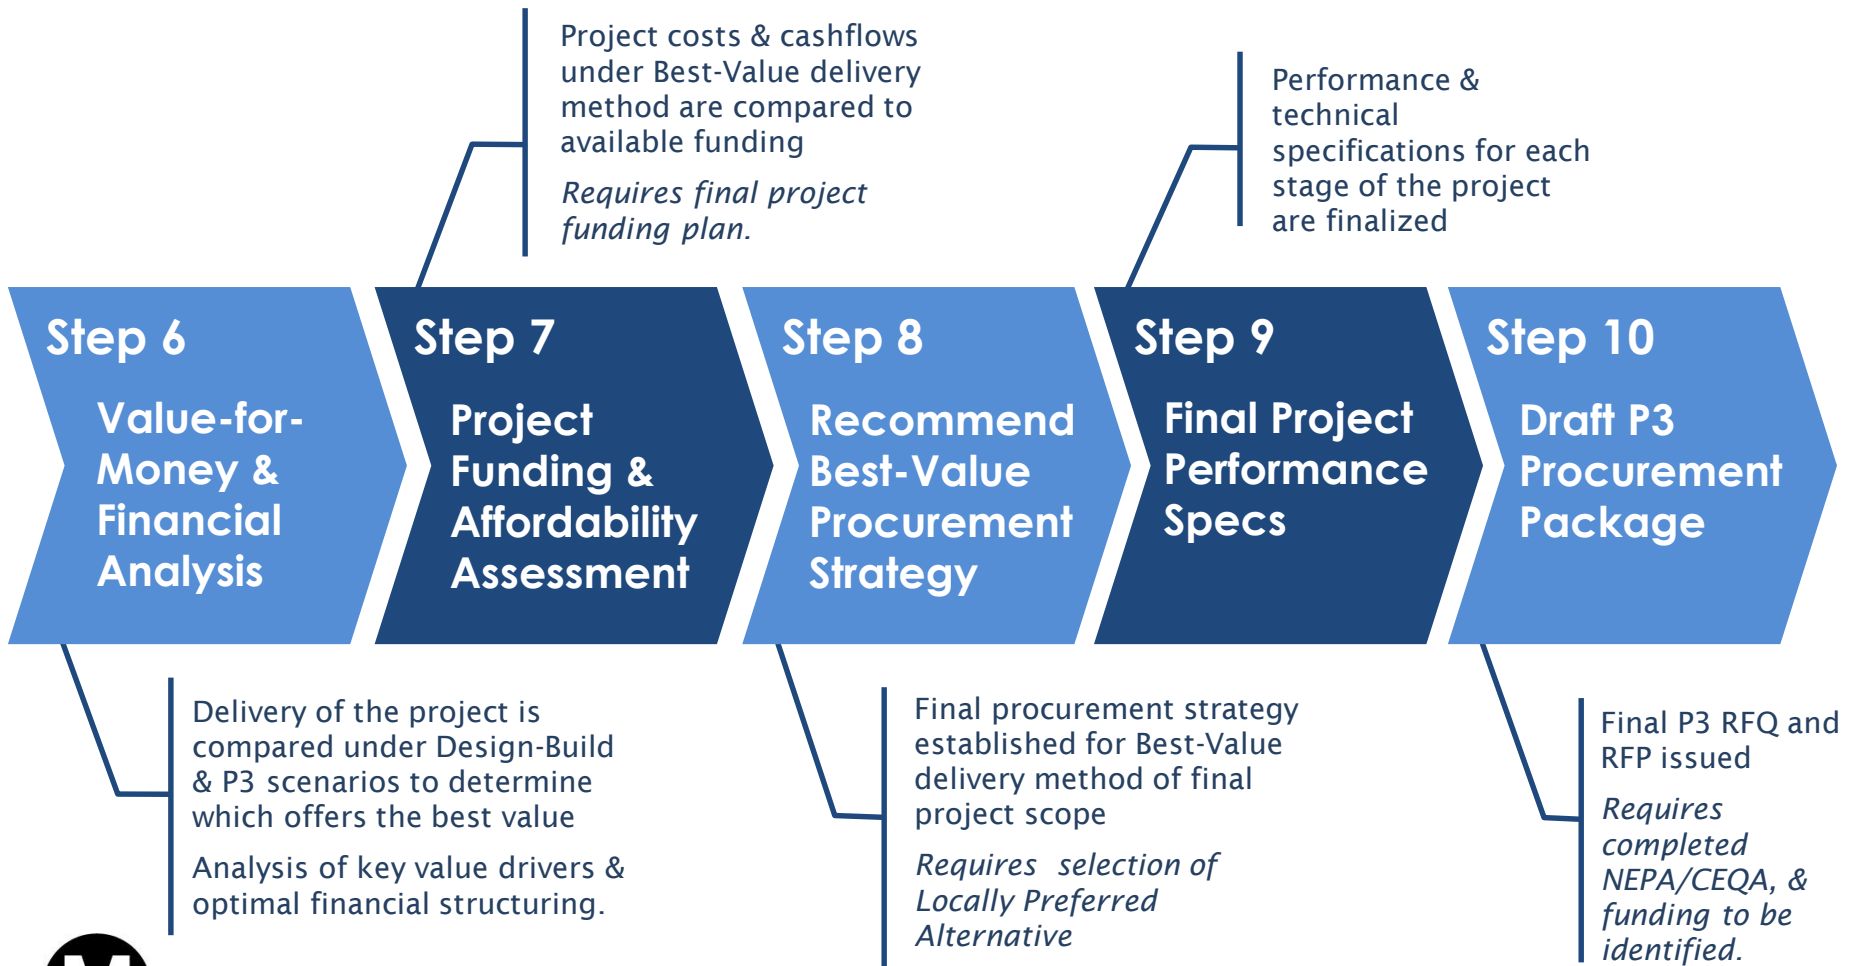 Project costs & cashflows
under Best-Value delivery
method are compared to
available funding
Requires final project
funding plan.
Performance &
technical
specifications for each
stage of the project
are finalized
Step 6
Value-for-
Money &
Financial
Analysis
Step 7
Project
Funding &
Affordability
Assessment
Step 8
Recommend
Best-Value
Procurement
Strategy
Step 9
Final Project
Performance
Specs
Step 10
Draft P3
Procurement
Package
Delivery of the project is
compared under Design-Build
& P3 scenarios to determine
which offers the best value
Analysis of key value drivers &
optimal financial structuring.
Final procurement strategy
established for Best-Value
delivery method of final
project scope
Requires selection of
Locally Preferred
Alternative
Final P3 RFQ and
RFP issued
Requires
completed
NEPA/CEQA, &
funding to be
identified.
M